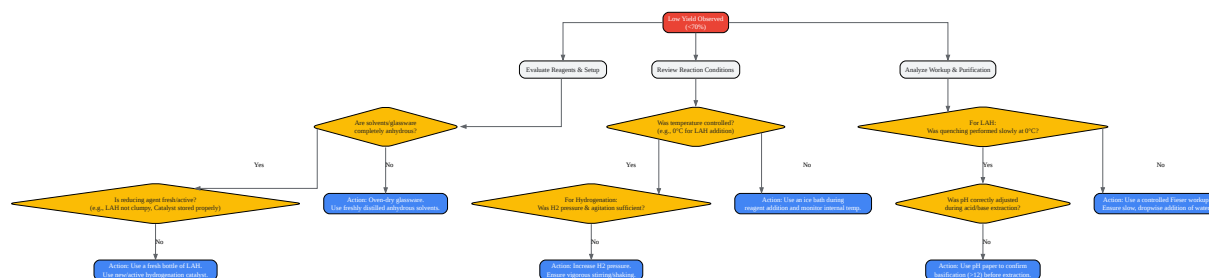 Low Yield Observed
(<70%)
Evaluate Reagents & Setup
Review Reaction Conditions
Analyze Workup & Purification
Are solvents/glassware
completely anhydrous?
Was temperature controlled?
(e.g., 0°C for LAH addition)
For LAH:
Was quenching performed slowly at 0°C?
Yes
No
Yes
No
Yes
No
Is reducing agent fresh/active?
(e.g., LAH not clumpy, Catalyst stored properly)
Action: Oven-dry glassware.
Use freshly distilled anhydrous solvents.
For Hydrogenation:
Was H2 pressure & agitation sufficient?
Action: Use an ice bath during
reagent addition and monitor internal temp.
Was pH correctly adjusted
during acid/base extraction?
Action: Use a controlled Fieser workup
Ensure slow, dropwise addition of water
No
No
No
Action: Use a fresh bottle of LAH.
Use new/active hydrogenation catalyst.
Action: Increase H2 pressure.
Ensure vigorous stirring/shaking.
Action: Use pH paper to confirm
basification (>12) before extraction.